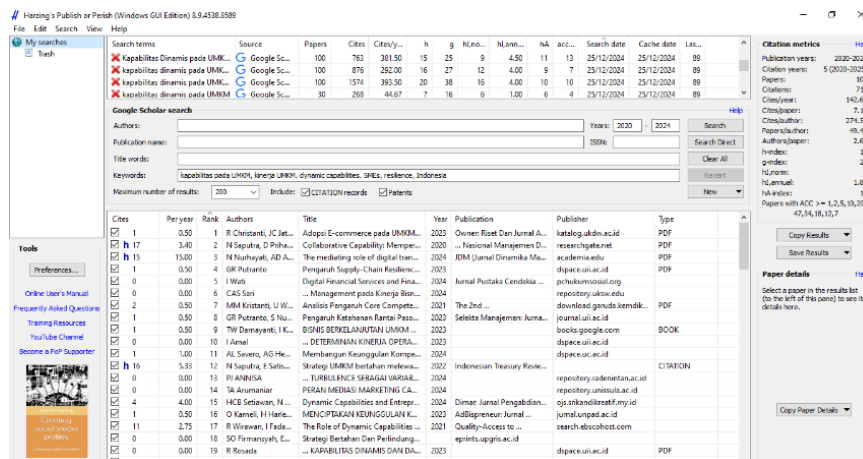 Harzing's Publish or Perish (Windows GUI Edition) 8.9.4538.8589
File Edit Search View Help
My searches
Trash
Search terms Source Papers Cites Cites/y... h g hI,no... hI,ann... hA acc... Search date Cache date Las...
Kapabilitas Dinamis pada UMK... Google Sc... 100 763 381.50 15 25 9 4.50 11 13 25/12/2024 25/12/2024 89
kapabilitas dinamis pada UMK... Google Sc... 100 876 292.00 16 27 12 4.00 9 7 25/12/2024 25/12/2024 89
kapabilitas dinamis pada UMK... Google Sc... 100 1574 393.50 20 38 16 4.00 10 10 25/12/2024 25/12/2024 89
kapabilitas dinamis pada UMKM Google Sc... 30 268 44.67 7 16 6 1.00 6 4 25/12/2024 25/12/2024 89
Google Scholar search Help
Authors: Years: 2020 - 2024 Search
Publication name: ISSN: Search Direct
Title words: Clear All
Keywords: kapabilitas pada UMKM, kinerja UMKM, dynamic capabilities, SMEs, resilience, Indonesia Revert
Maximum number of results: 200 Include: CITATION records Patents New
Cites Per year Rank Authors Title Year Publication Publisher Type
1 0.50 1 R Christanti, JC Jat... Adopsi E-commerce pada UMKM... 2023 Owner: Riset Dan Jurnal A... katalog.ukdw.ac.id PDF
h 17 3.40 2 N Saputra, D Priha... Collaborative Capability: Memper... 2020 ... Nasional Manajemen D... researchgate.net PDF
h 15 15.00 3 N Nurhayati, AD A... The mediating role of digital tran... 2024 JDM (Jurnal Dinamika Ma... academia.edu PDF
1 0.50 4 GR Putranto Pengaruh Supply-Chain Resilienc... 2023 dspace.uii.ac.id PDF
0 0.00 5 I Wati Digital Financial Services and Fina... 2024 Jurnal Pustaka Cendekia ... pchukumsosial.org
0 0.00 6 CAS Sari ... Management pada Kinerja Bisn... 2024 repository.uksw.edu
2 0.50 7 MM Kristanti, U W... Analisis Pengaruh Core Compete... 2021 The 2nd ... download.garuda.kemdik... PDF
1 0.50 8 GR Putranto, S Nu... Pengaruh Ketahanan Rantai Paso... 2023 Selekta Manajemen: Jurna... journal.uii.ac.id
1 0.50 9 TW Damayanti, I K... BISNIS BERKELANJUTAN UMKM ... 2023 books.google.com BOOK
0 0.00 10 I Amal ... DETERMINAN KINERJA OPERA... 2023 dspace.uii.ac.id
1 1.00 11 AL Savero, AG He... Membangun Keunggulan Kompe... 2024 dspace.uc.ac.id
h 16 5.33 12 N Saputra, E Satis... Strategi UMKM bertahan melewa... 2022 Indonesian Treasury Revie... CITATION
0 0.00 13 PJ ANNISA ... TURBULENCE SEBAGAI VARIAB... 2024 repository.radenintan.ac.id
0 0.00 14 TA Arumaniar PERAN MEDIASI MARKETING CA... 2024 repository.unissula.ac.id
4 4.00 15 HCB Setiawan, N ... Dynamic Capabilities and Entrepr... 2024 Dimar: Jurnal Pengabdian... ojs.srikandikreatif.my.id
1 0.50 16 O Karneli, H Harle... MENCIPTAKAN KEUNGGULAN K... 2023 AdBispreneur: Jurnal ... jurnal.unpad.ac.id
11 2.75 17 R Wirawan, I Fada... The Role of Dynamic Capabilities ... 2021 Quality-Access to ... search.ebscohost.com
0 0.00 18 SO Firmansyah, E... Strategi Bertahan Dan Perlindung... eprints.upgris.ac.id
0 0.00 19 R Rosada ... KAPABILITAS DINAMIS DAN DA... 2023 dspace.uii.ac.id PDF
Tools
Preferences...
Online User's Manual
Frequently Asked Questions
Training Resources
YouTube Channel
Become a PoP Supporter
Creating
social media
profiles
Citation metrics He
Publication years: 2020-202
Citation years: 5 (2020-2025
Papers: 10
Citations: 71
Cites/year: 142.6
Cites/paper: 7.1
Cites/author: 274.5
Papers/author: 49.4
Authors/paper: 2.6
h-index: 1
g-index: 2
hI,norm:
hI,annual: 1.8
hA-index: 1
Papers with ACC >= 1,2,5,10,20
47,34,18,12,7
Copy Results
Save Results
Paper details He
Select a paper in the results list
(to the left of this pane) to see it
details here.
Copy Paper Details